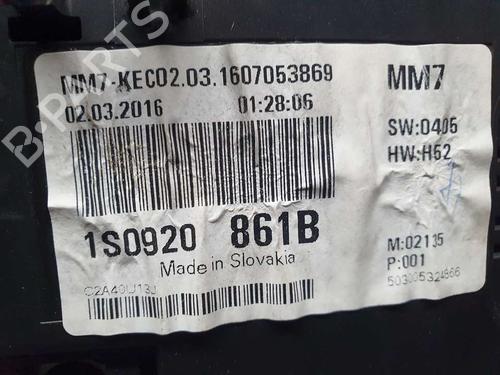 MM7-KEC02.03.1607053869
02.03.2016 01:28:06
MM7
SW:0405
HW:H52
1S0920 861B
Made in Slovakia
M:02135
P:001
503005324866
B-PARTS